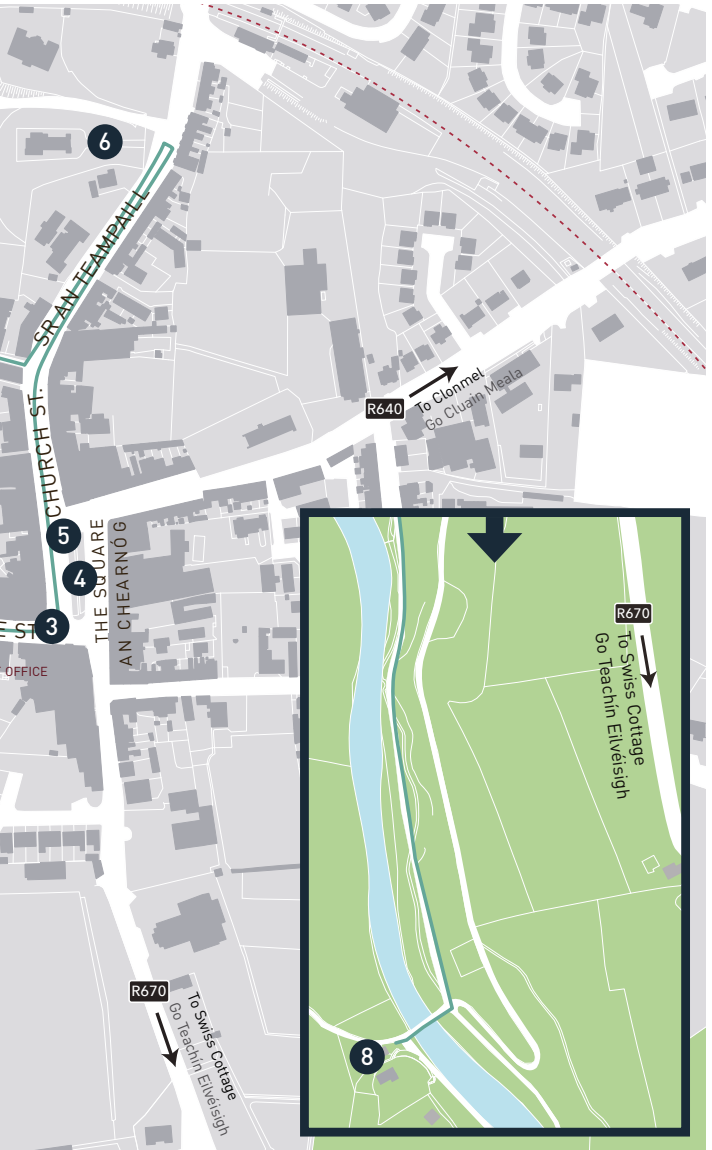 6
SR AN TEAMPAILL
CHURCH ST.
R640
To Clonmel
Go Cluain Meala
5
4
THE SQUARE
AN CHEARNÓG
3
ST
OFFICE
R670
To Swiss Cottage
Go Teachín Eilvéisigh
R670
To Swiss Cottage
Go Teachín Eilvéisigh
8